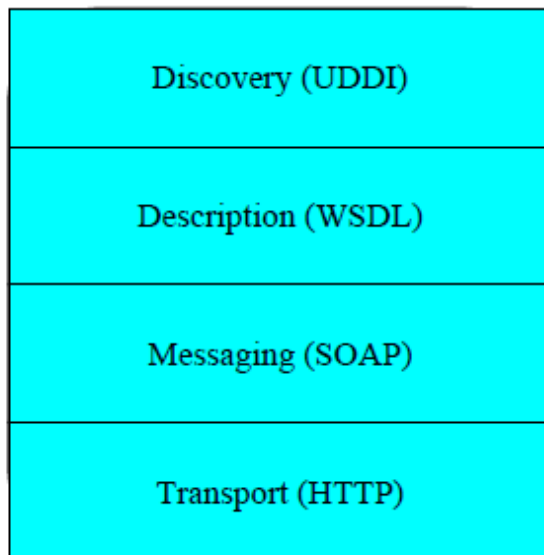 Discovery (UDDI)
Description (WSDL)
Messaging (SOAP)
Transport (HTTP)